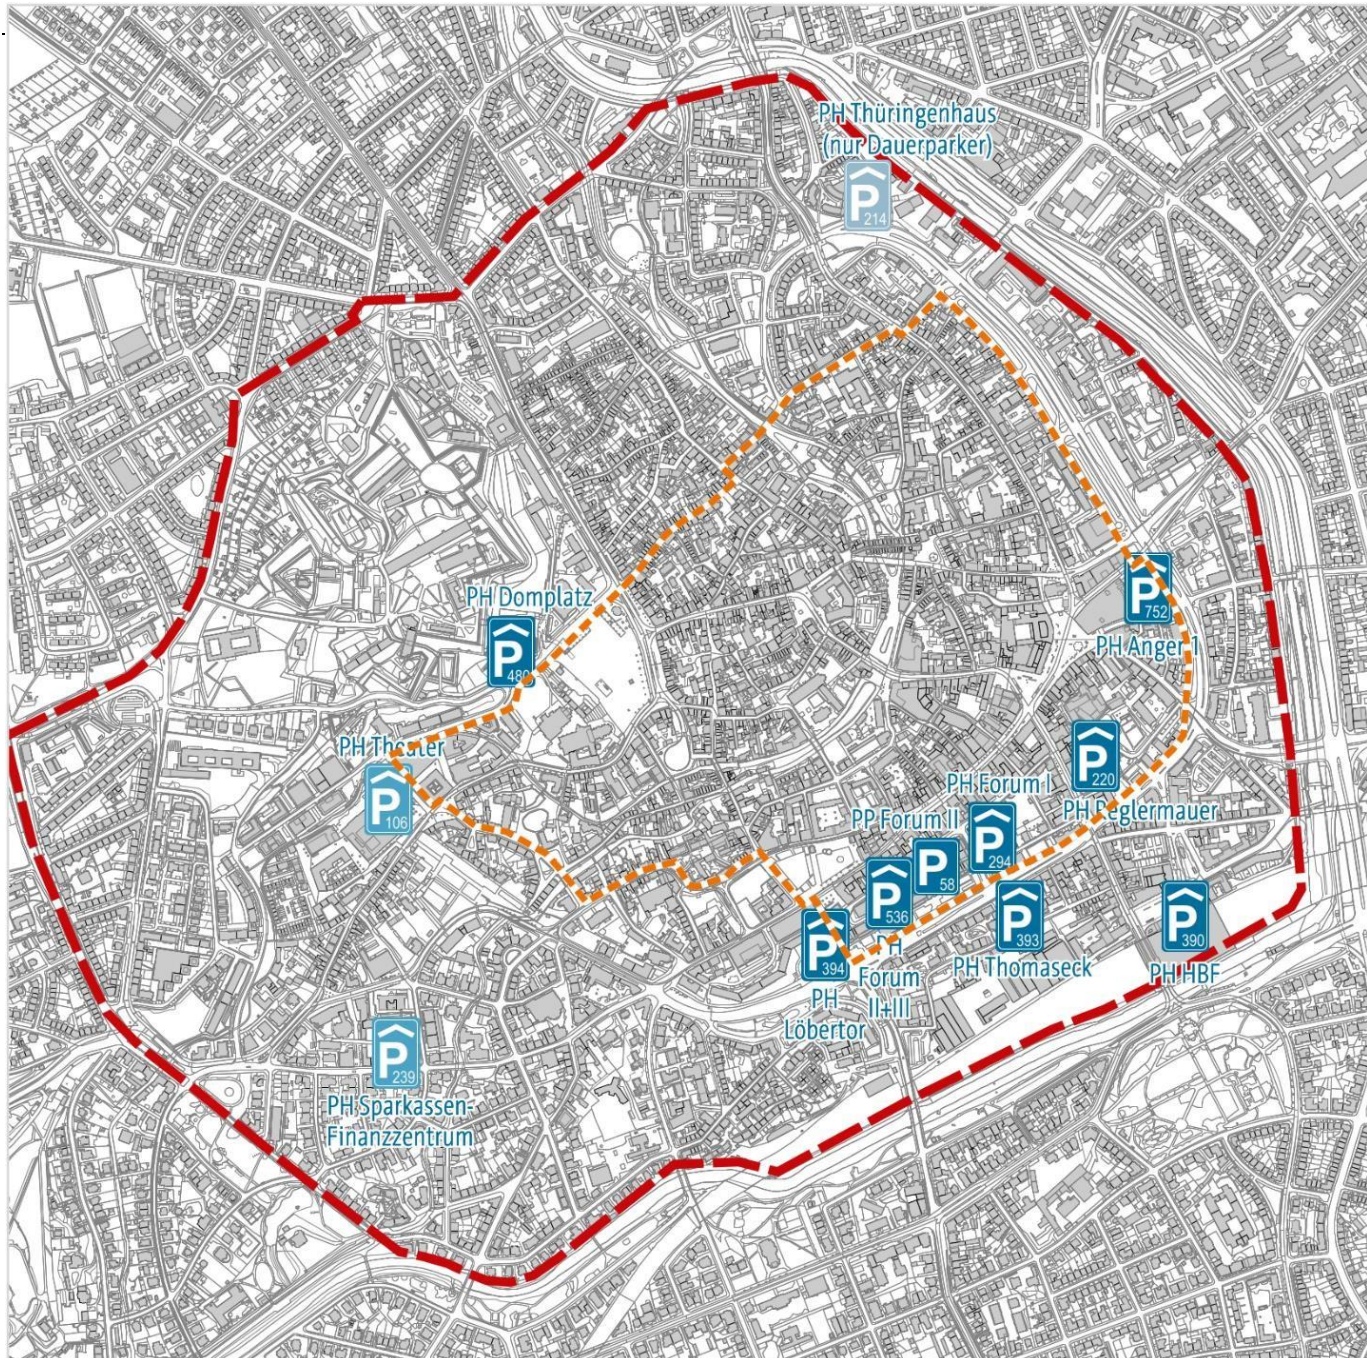 PH Thüringenhaus
(nur Dauerparker)
P
214
PH Domplatz
P
480
P
752
PH Anger 1
PH Theater
P
106
P
220
PH Reglermauer
PH Forum I
P
294
PP Forum II
P
58
P
536
PH
Forum
II+III
P
394
PH
Löbertor
P
393
PH Thomaseck
P
390
PH HBF
P
239
PH Sparkassen-
Finanzzentrum